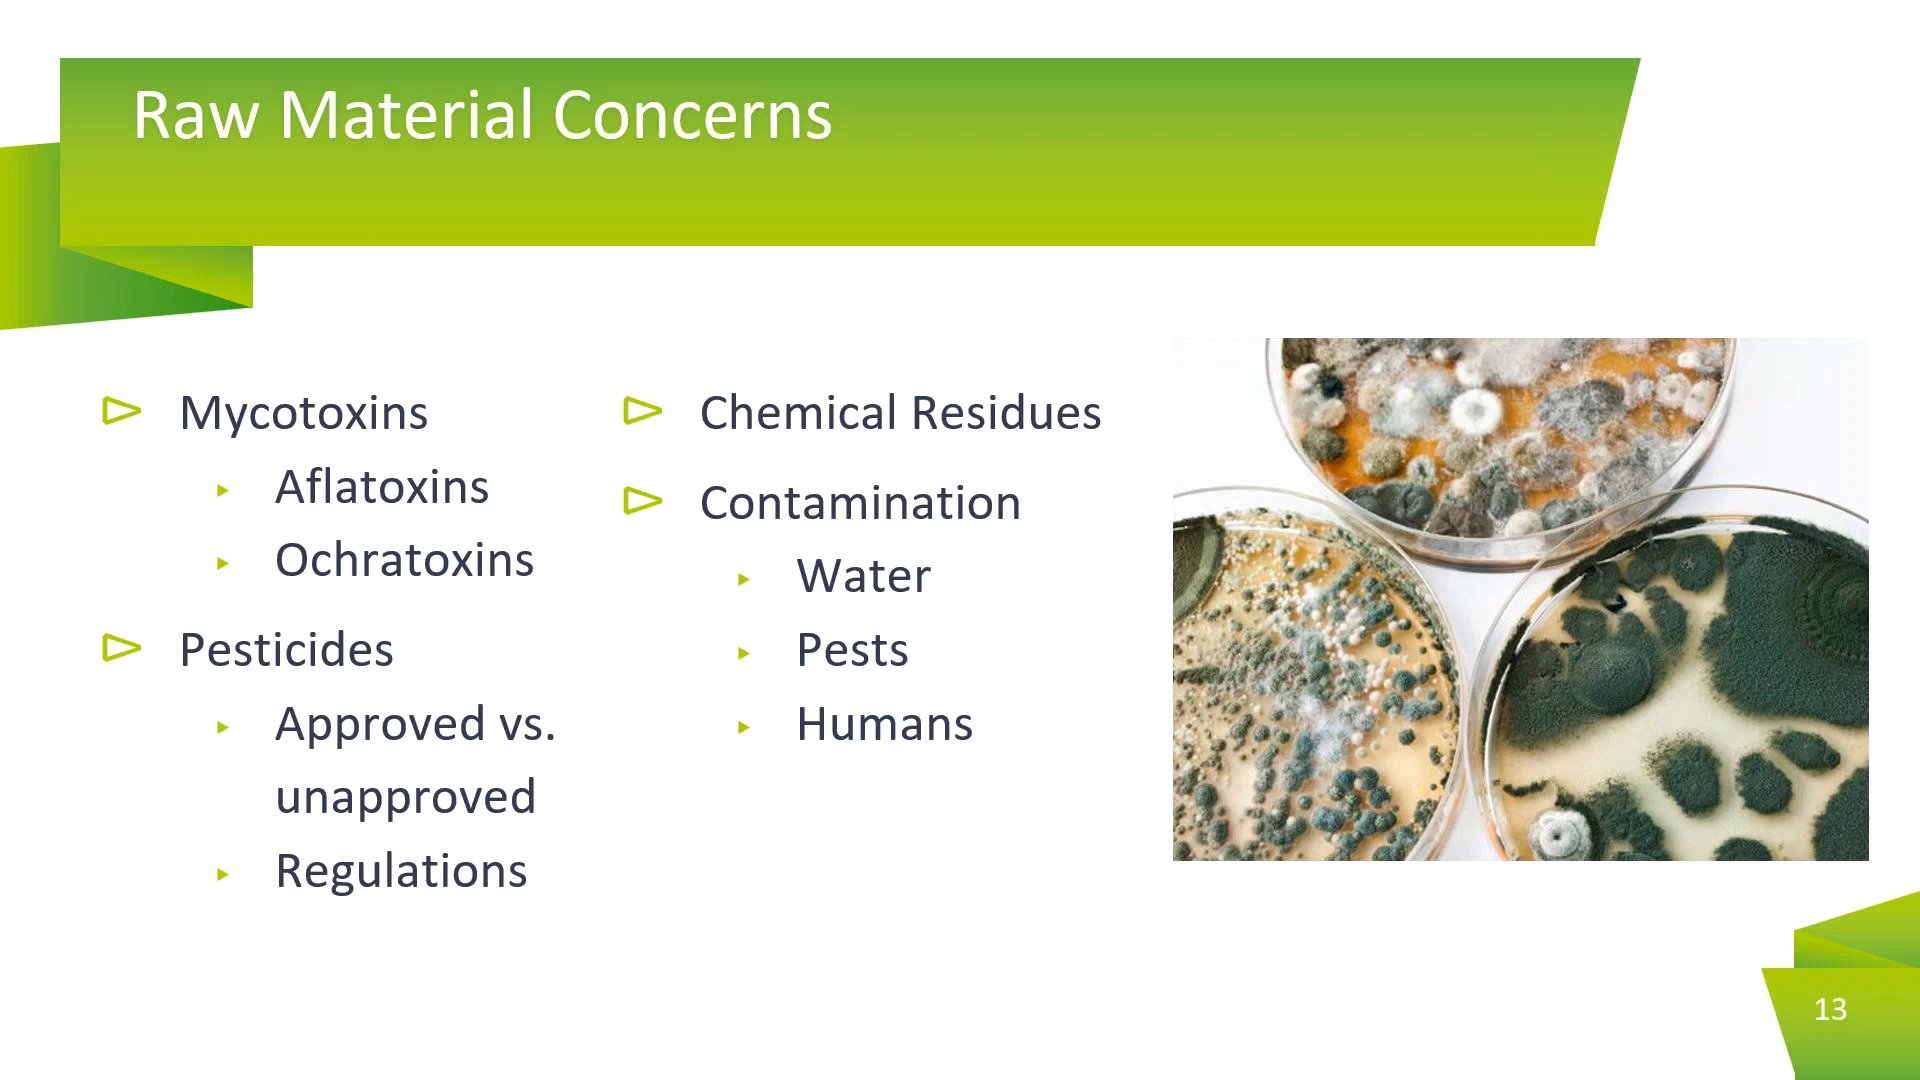 Raw Material Concerns
Mycotoxins
Aflatoxins
Ochratoxins
Pesticides
Approved vs.
unapproved
Regulations
Chemical Residues
Contamination
Water
Pests
Humans
13